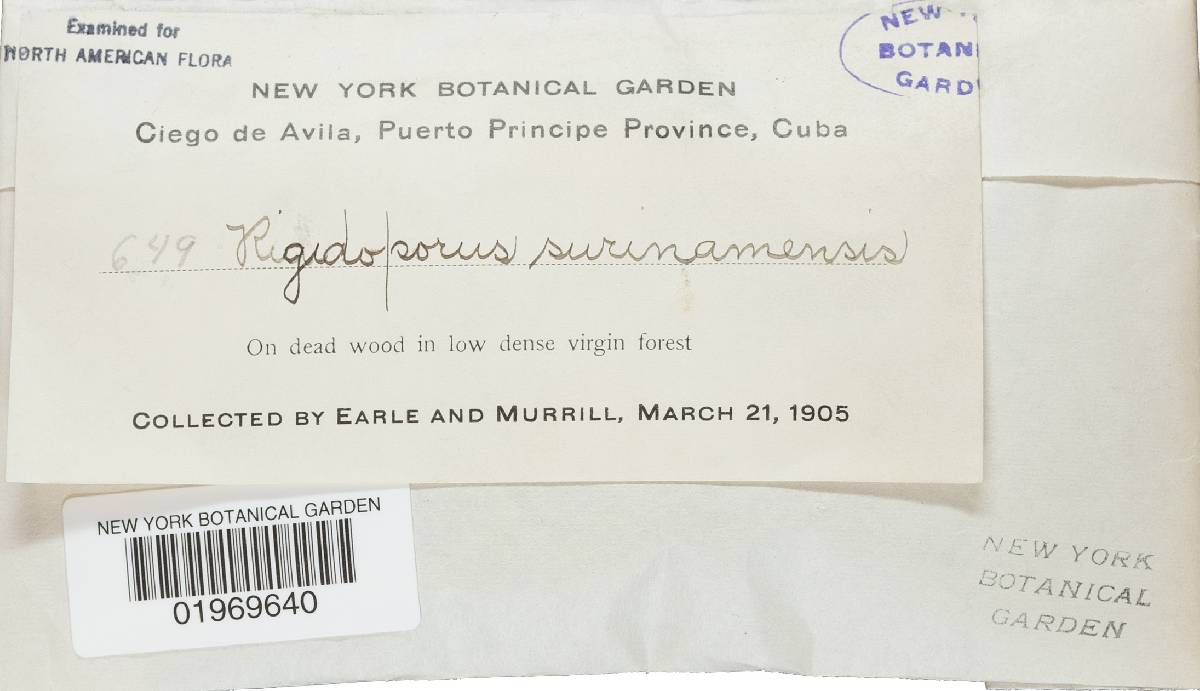 Examined for
NORTH AMERICAN FLORA
NEW
BOTAN
GARD
NEW YORK BOTANICAL GARDEN
Ciego de Avila, Puerto Principe Province, Cuba
649 Rigidoporus surinamensis
On dead wood in low dense virgin forest
COLLECTED BY EARLE AND MURRILL, MARCH 21, 1905
NEW YORK BOTANICAL GARDEN
01969640
NEW YORK
BOTANICAL
GARDEN